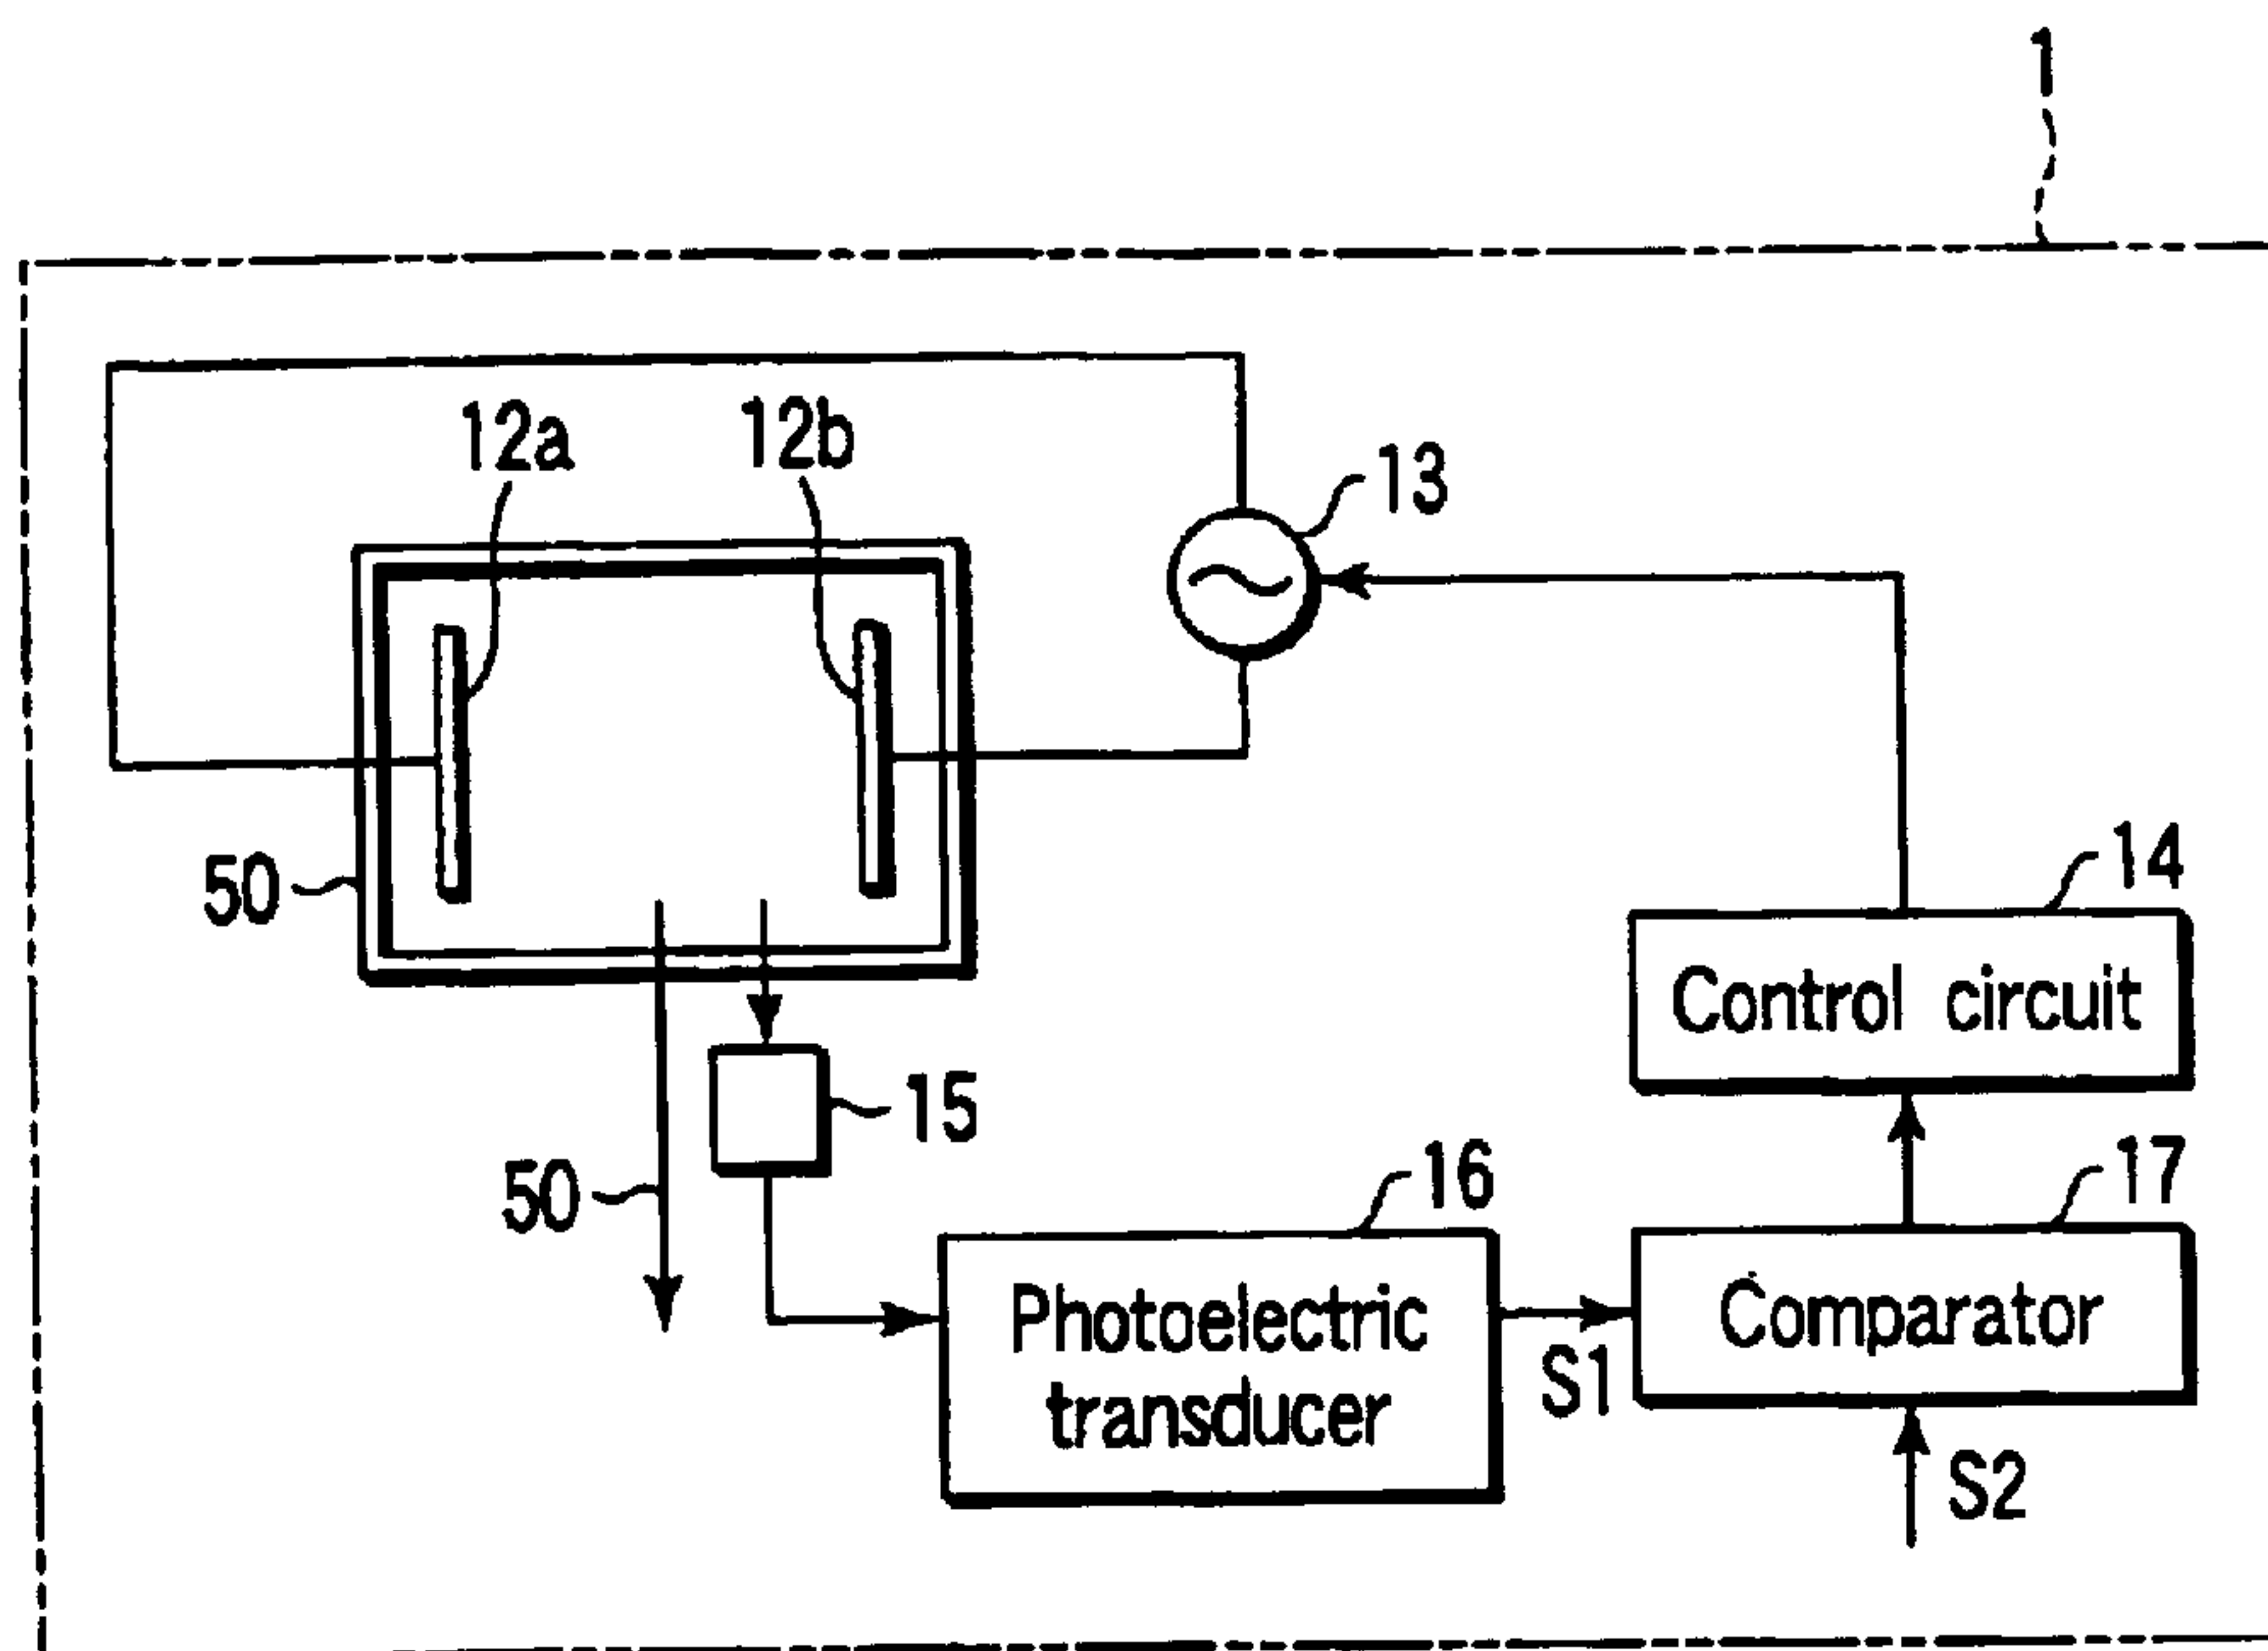 1
12a
12b
13
50
14
Control circuit
15
50
16
17
Photoelectric
transducer
S1
Comparator
S2